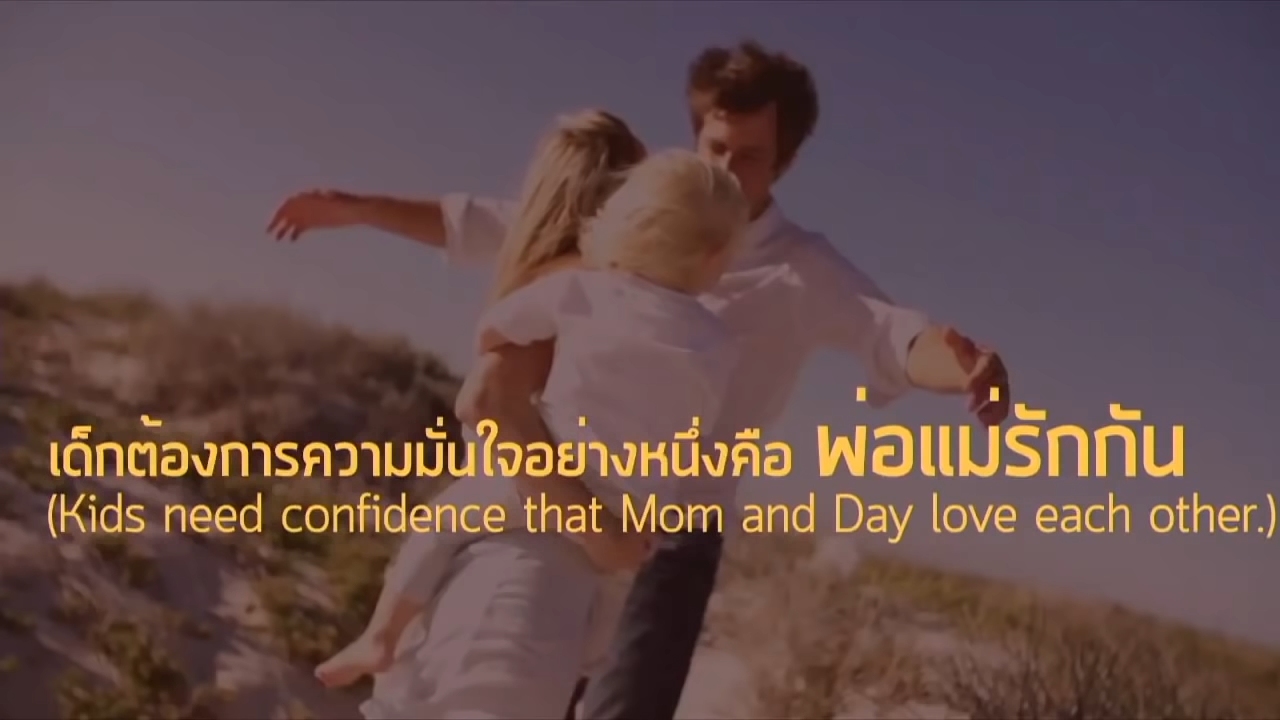 เด็กต้องการความมั่นใจอย่างหนึ่งคือ พ่อแม่รักกัน
(Kids need confidence that Mom and Day love each other.)